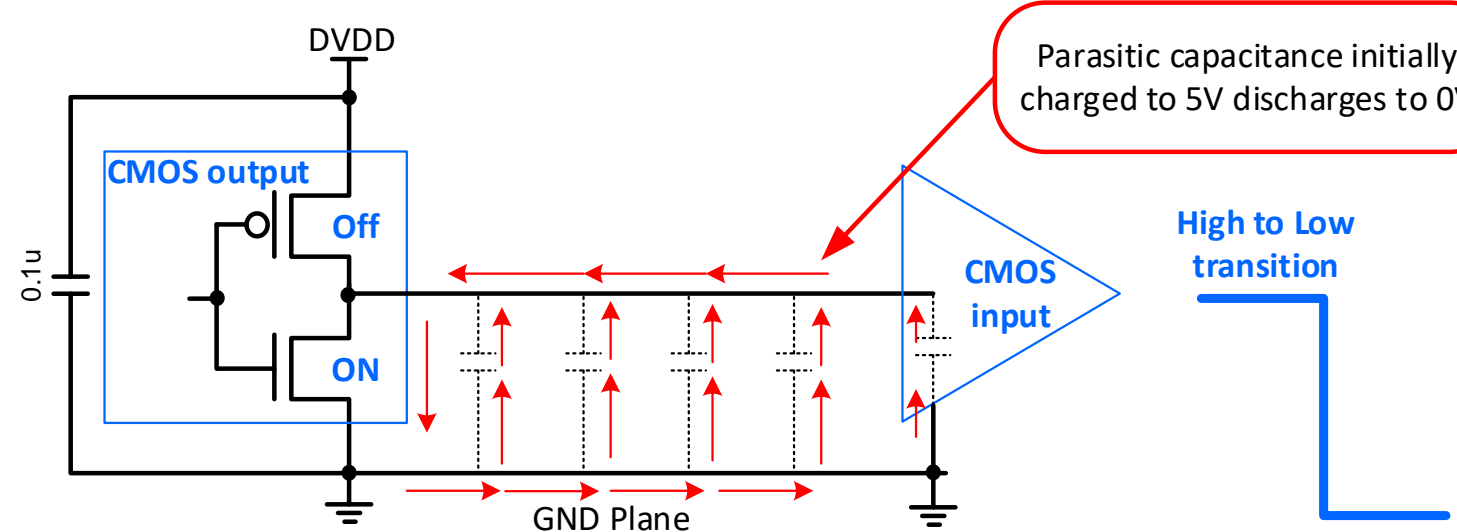 DVDD
Parasitic capacitance initially
charged to 5V discharges to 0V
CMOS output
Off
ON
0.1u
CMOS
input
High to Low
transition
GND Plane